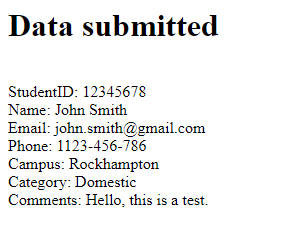 Data submitted
StudentID: 12345678
Name: John Smith
Email: john.smith@gmail.com
Phone: 1123-456-786
Campus: Rockhampton
Category: Domestic
Comments: Hello, this is a test.